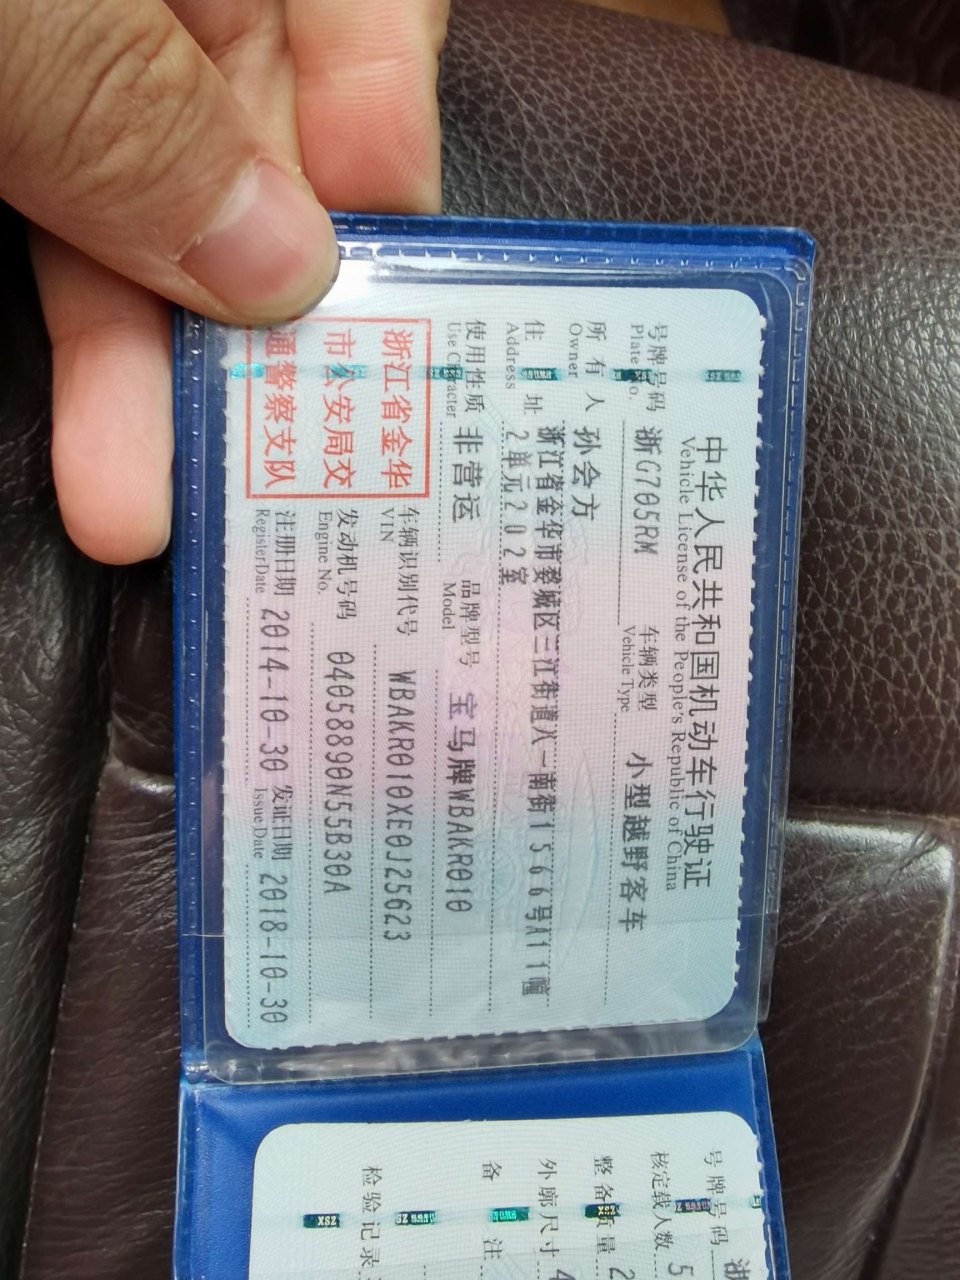 中华人民共和国机动车行驶证
Vehicle License of the People's Republic of China
号牌号码 浙G705RM 车辆类型 小型越野客车
Plate No. Vehicle Type
所有人 孙会方
Owner
住址 浙江省金华市婺城区三江街道八一南街1566号A11幢
Address 2单元202室
使用性质 非营运 品牌型号 宝马牌WBAKR010
Use Character Model
浙江省金华
市公安局交
通警察支队
车辆识别代号 WBAKR010XE0J25623
VIN
发动机号码 04058890N55B30A
Engine No.
注册日期 2014-10-30 发证日期 2018-10-30
Register Date Issue Date
号牌号码 浙
核定载人数 5
整备质量 2
外廓尺寸 4
备注
检验记录